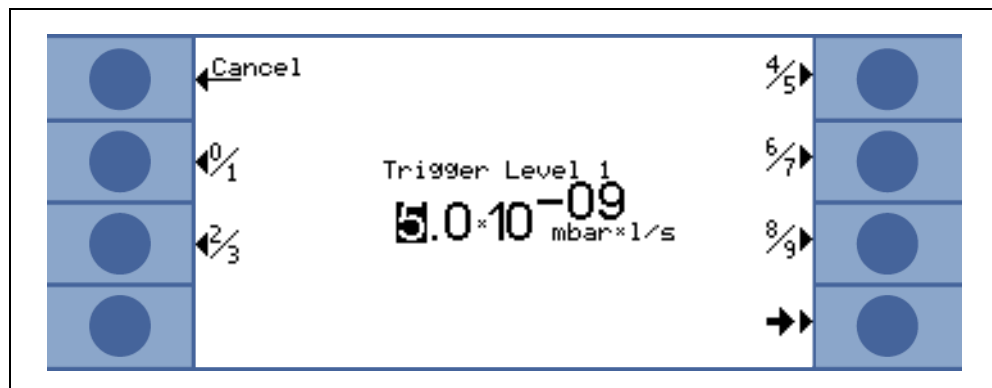 Cancel
4/5
0/1
6/7
Trigger Level 1
5.0×10⁻⁰⁹ mbar×l/s
2/3
8/9